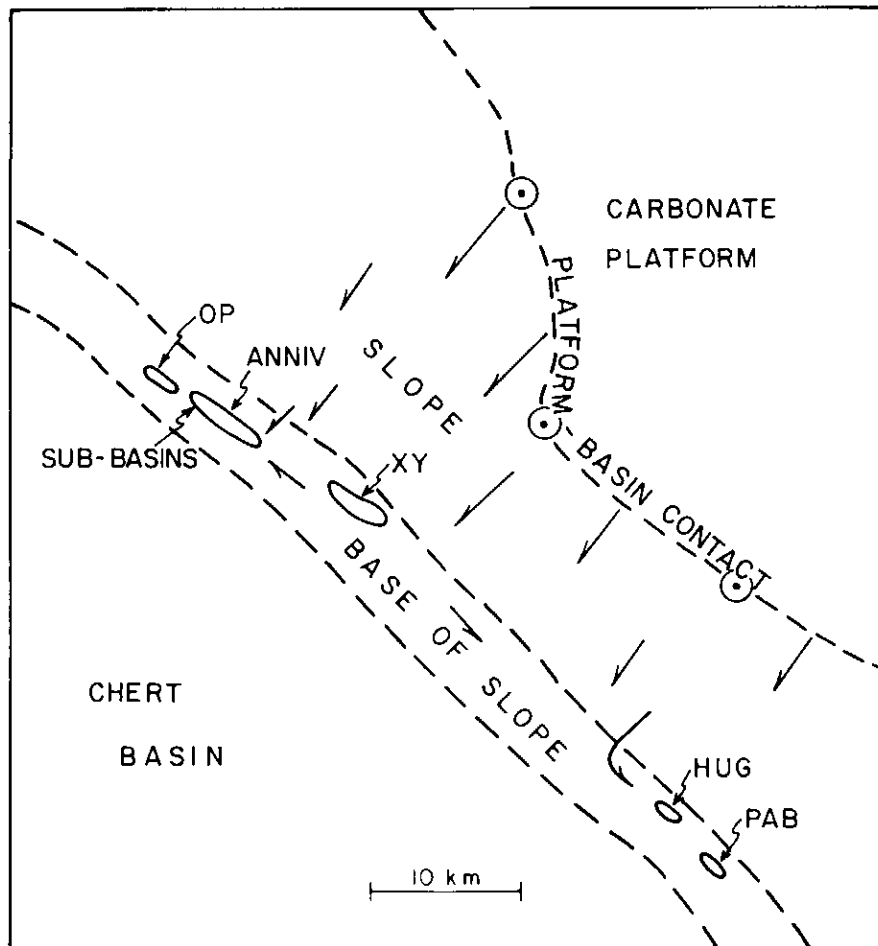 CARBONATE
PLATFORM
PLATFORM
BASIN CONTACT
SLOPE
OP
ANNIV
SUB-BASINS
XY
BASE OF SLOPE
CHERT
BASIN
HUG
PAB
10 km